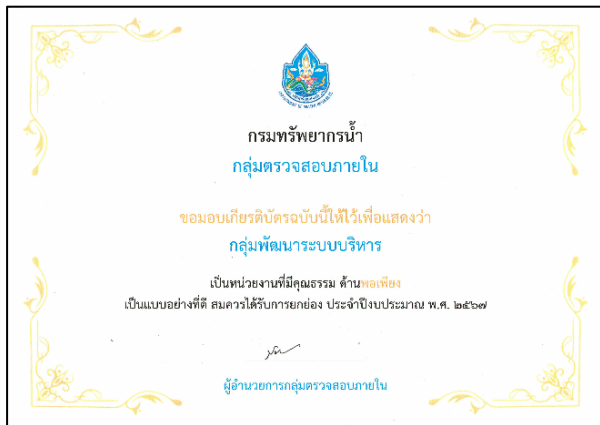 กรมทรัพยากรน้ำ
กลุ่มตรวจสอบภายใน
ขอมอบเกียรติบัตรฉบับนี้ให้ไว้เพื่อแสดงว่า
กลุ่มพัฒนาระบบบริหาร
เป็นหน่วยงานที่มีคุณธรรม ด้านพอเพียง
เป็นแบบอย่างที่ดี สมควรได้รับการยกย่อง ประจำปีงบประมาณ พ.ศ. ๒๕๖๗
ผู้อำนวยการกลุ่มตรวจสอบภายใน